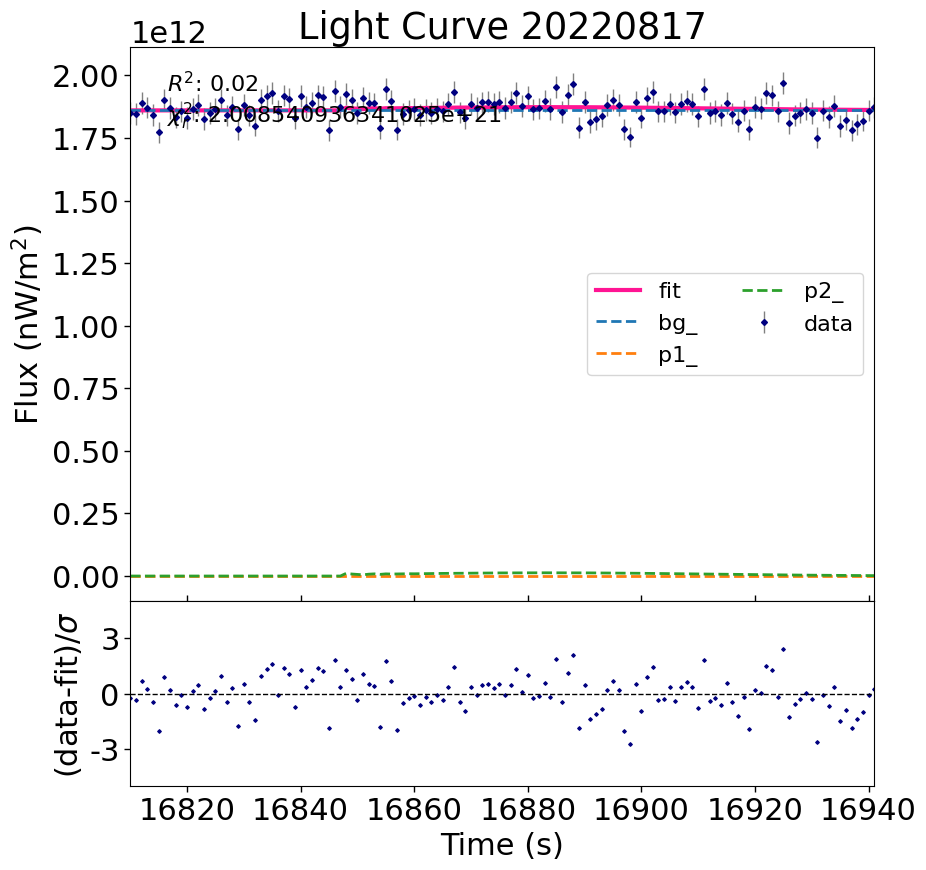 Light Curve 20220817
1e12
R²: 0.02
2.00
1.75
1.50
1.25
1.00
0.75
0.50
0.25
0.00
Flux (nW/m²)
fit
bg_
p1_
p2_
data
3
0
-3
(data-fit)/σ
16820 16840 16860 16880 16900 16920 16940
Time (s)